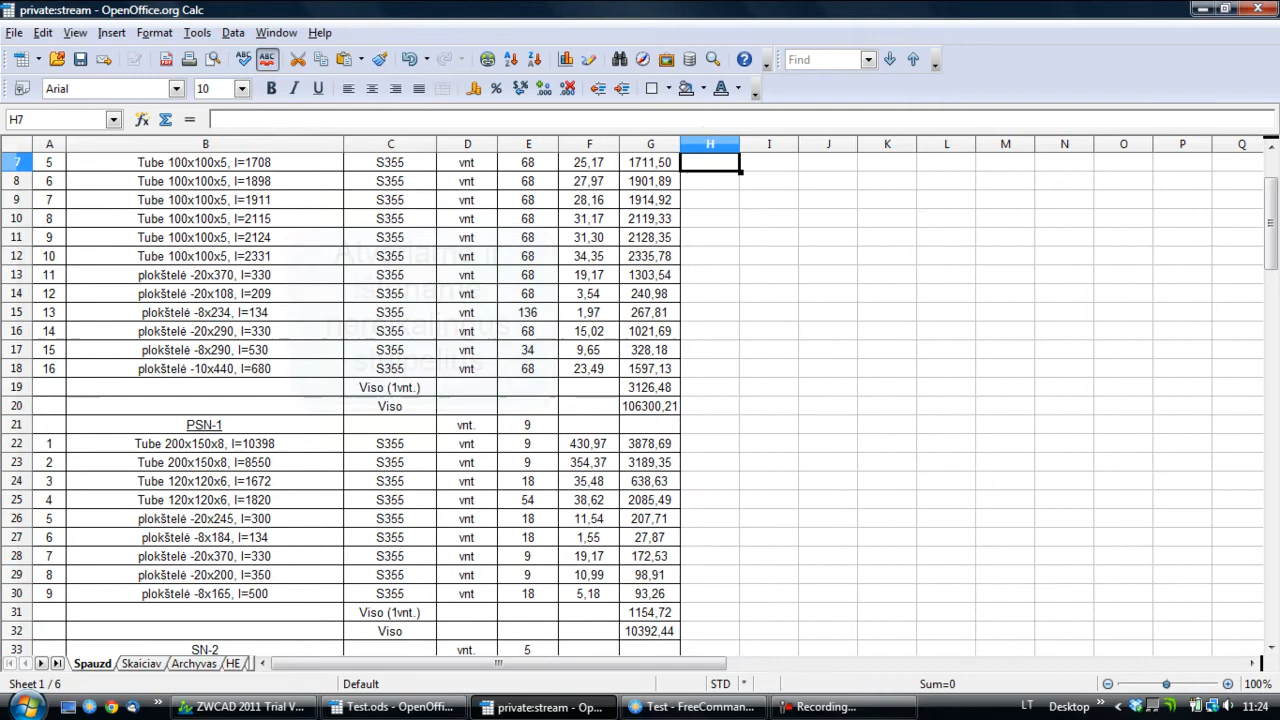 private:stream - OpenOffice.org Calc
File Edit View Insert Format Tools Data Window Help
Find
Arial 10
H7
A B C D E F G H I J K L M N O P Q
7 5 Tube 100x100x5, l=1708 S355 vnt 68 25,17 1711,50
8 6 Tube 100x100x5, l=1898 S355 vnt 68 27,97 1901,89
9 7 Tube 100x100x5, l=1911 S355 vnt 68 28,16 1914,92
10 8 Tube 100x100x5, l=2115 S355 vnt 68 31,17 2119,33
11 9 Tube 100x100x5, l=2124 S355 vnt 68 31,30 2128,35
12 10 Tube 100x100x5, l=2331 S355 vnt 68 34,35 2335,78
13 11 plokštelė -20x370, l=330 S355 vnt 68 19,17 1303,54
14 12 plokštelė -20x108, l=209 S355 vnt 68 3,54 240,98
15 13 plokštelė -8x234, l=134 S355 vnt 136 1,97 267,81
16 14 plokštelė -20x290, l=330 S355 vnt 68 15,02 1021,69
17 15 plokštelė -8x290, l=530 S355 vnt 34 9,65 328,18
18 16 plokštelė -10x440, l=680 S355 vnt 68 23,49 1597,13
19 Viso (1vnt.) 3126,48
20 Viso 106300,21
21 PSN-1 vnt. 9
22 1 Tube 200x150x8, l=10398 S355 vnt 9 430,97 3878,69
23 2 Tube 200x150x8, l=8550 S355 vnt 9 354,37 3189,35
24 3 Tube 120x120x6, l=1672 S355 vnt 18 35,48 638,63
25 4 Tube 120x120x6, l=1820 S355 vnt 54 38,62 2085,49
26 5 plokštelė -20x245, l=300 S355 vnt 18 11,54 207,71
27 6 plokštelė -8x184, l=134 S355 vnt 18 1,55 27,87
28 7 plokštelė -20x370, l=330 S355 vnt 9 19,17 172,53
29 8 plokštelė -20x200, l=350 S355 vnt 9 10,99 98,91
30 9 plokštelė -8x165, l=500 S355 vnt 18 5,18 93,26
31 Viso (1vnt.) 1154,72
32 Viso 10392,44
33 SN-2 vnt. 5
Spauzd Skaiciav Archyvas HE
Sheet 1 / 6 Default STD * Sum=0 100%
ZWCAD 2011 Trial V... Test.ods - OpenOffi... private:stream - Op... Test - FreeComman... Recording... LT Desktop 11:24